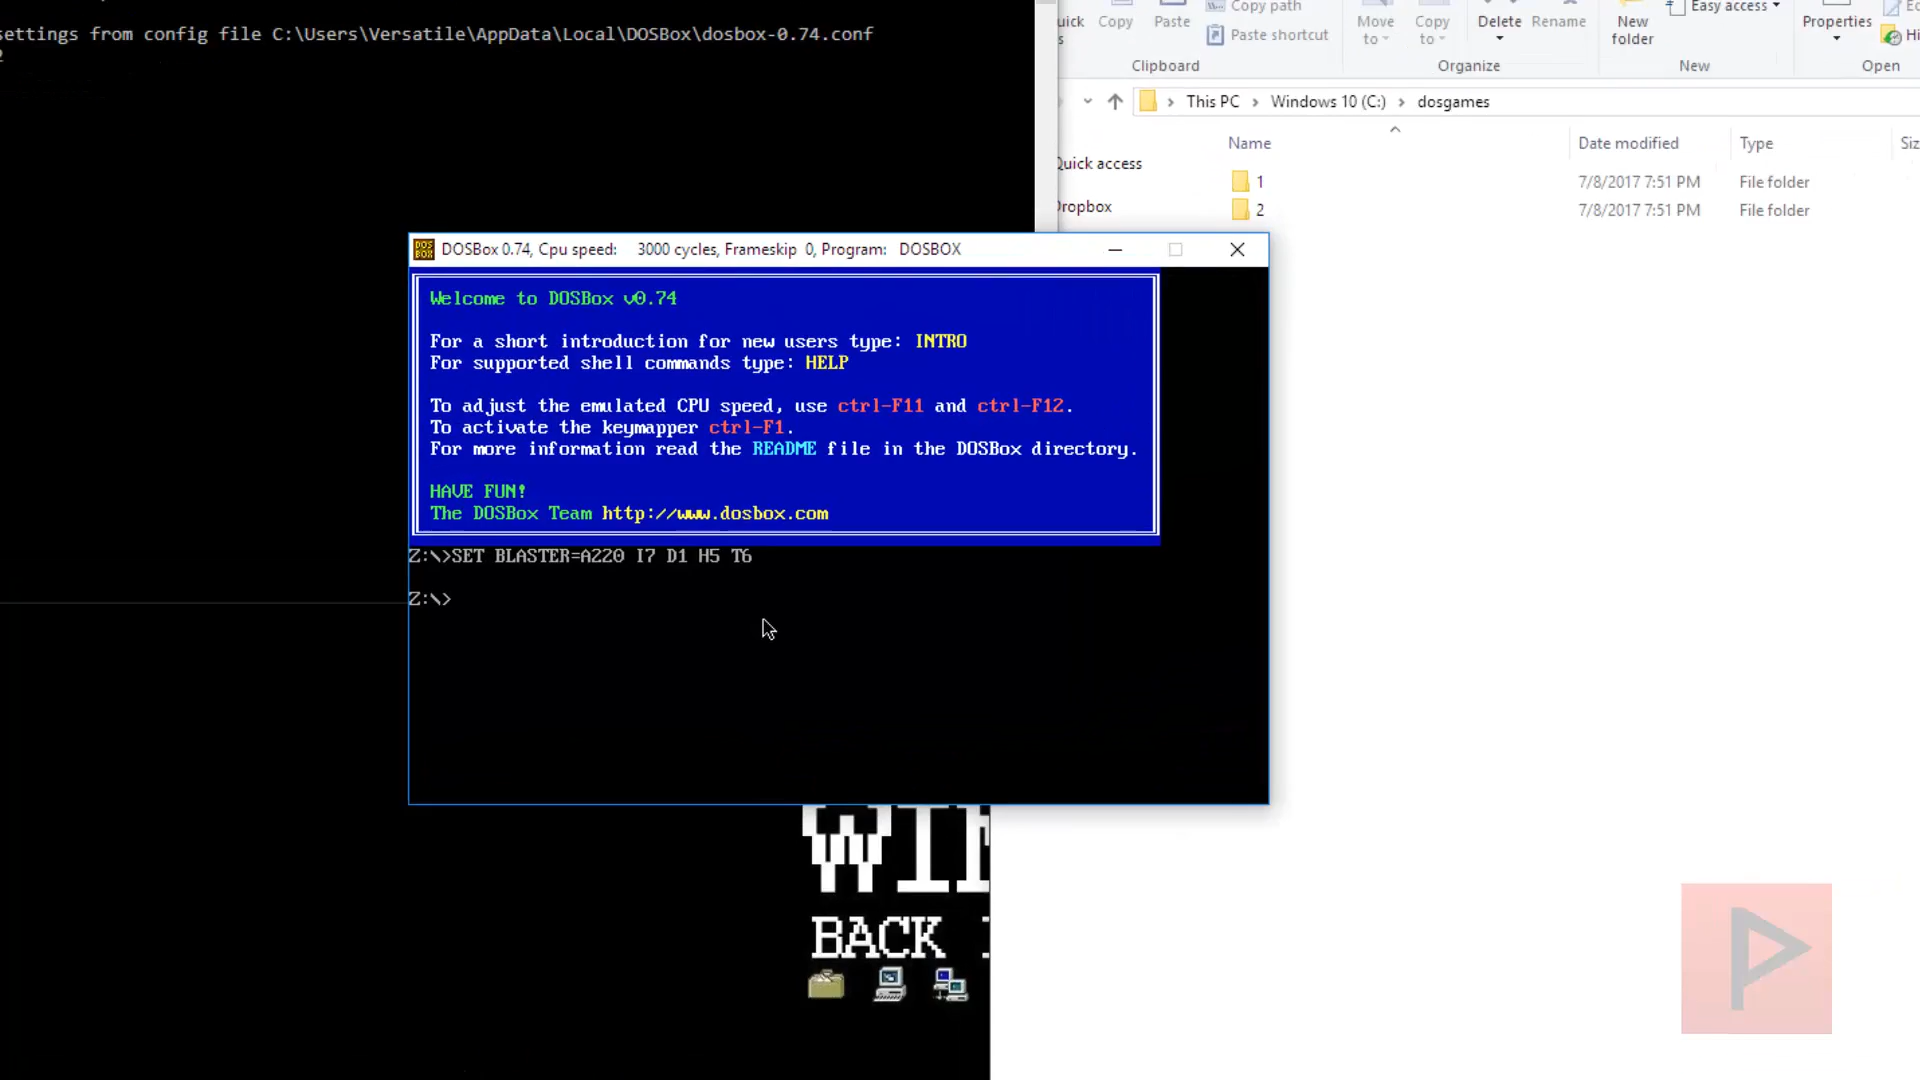 settings from config file C:\Users\Versatile\AppData\Local\DOSBox\dosbox-0.74.conf
Copy
Paste
Copy path
Paste shortcut
Clipboard
Move to
Copy to
Delete
Rename
Organize
New folder
Easy access
New
Properties
Open
This PC > Windows 10 (C:) > dosgames
Name
Date modified
Type
Quick access
1
7/8/2017 7:51 PM
File folder
Dropbox
2
7/8/2017 7:51 PM
File folder
DOSBox 0.74, Cpu speed: 3000 cycles, Frameskip 0, Program: DOSBOX
Welcome to DOSBox v0.74
For a short introduction for new users type: INTRO
For supported shell commands type: HELP
To adjust the emulated CPU speed, use ctrl-F11 and ctrl-F12.
To activate the keymapper ctrl-F1.
For more information read the README file in the DOSBox directory.
HAVE FUN!
The DOSBox Team http://www.dosbox.com
Z:\>SET BLASTER=A220 I7 D1 H5 T6
Z:\>
BACK